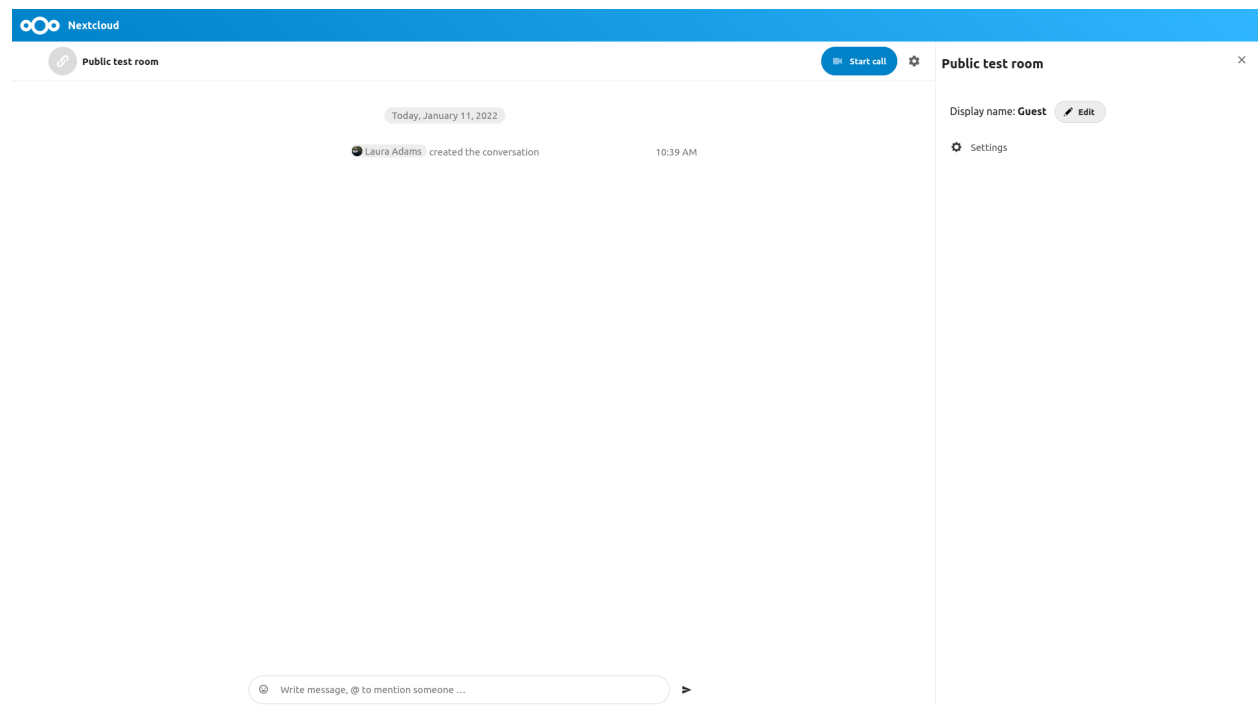 Nextcloud
Public test room
Start call
Today, January 11, 2022
Laura Adams created the conversation 10:39 AM
Write message, @ to mention someone ...
Public test room
Display name: Guest Edit
Settings